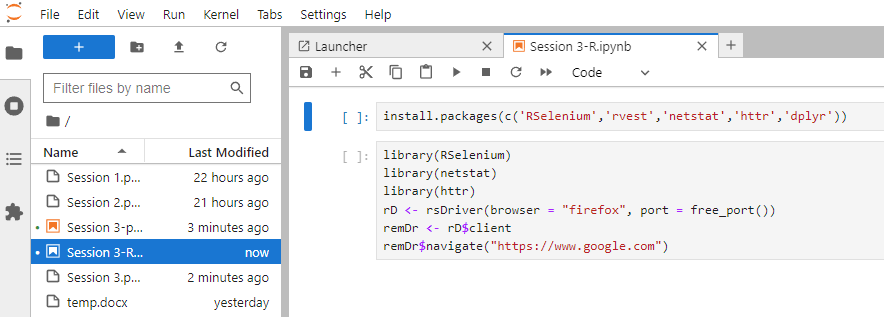 File Edit View Run Kernel Tabs Settings Help
+
Filter files by name
/
Name Last Modified
Session 1.p... 22 hours ago
Session 2.p... 21 hours ago
Session 3-p... 3 minutes ago
Session 3-R... now
Session 3.p... 2 minutes ago
temp.docx yesterday
Launcher × Session 3-R.ipynb × +
Code
[ ]: install.packages(c('RSelenium','rvest','netstat','httr','dplyr'))
[ ]: library(RSelenium)
library(netstat)
library(httr)
rD <- rsDriver(browser = "firefox", port = free_port())
remDr <- rD$client
remDr$navigate("https://www.google.com")